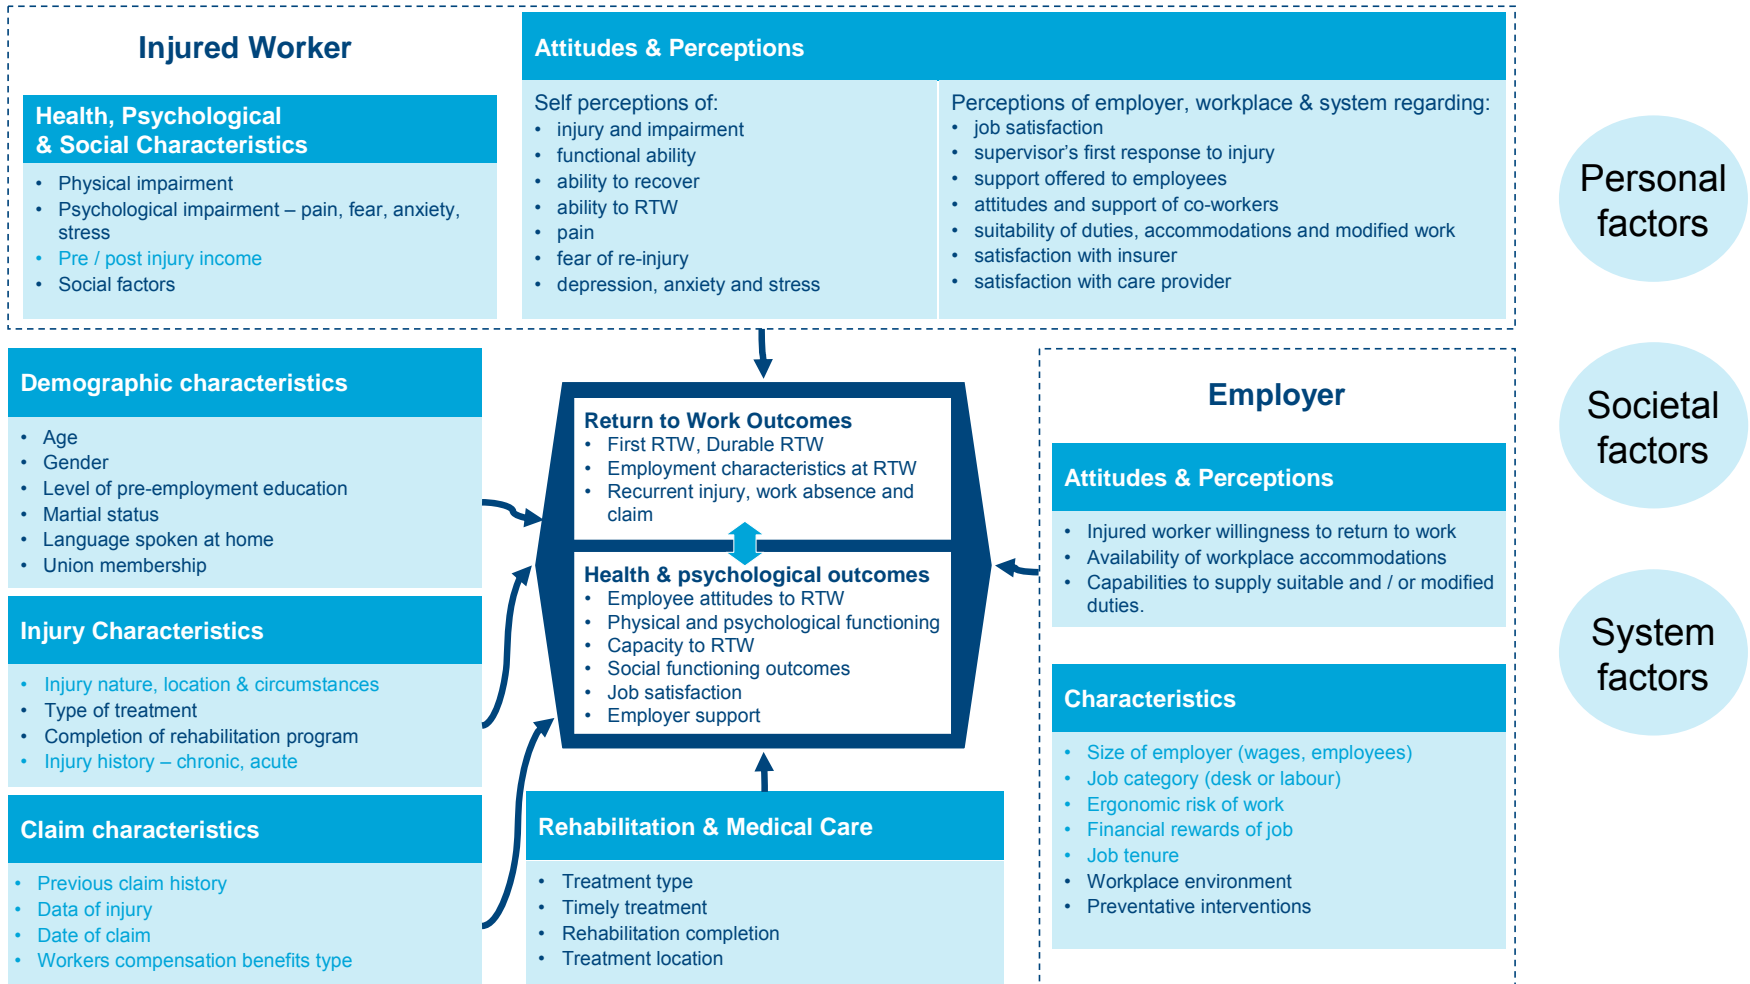 Injured Worker
Health, Psychological
& Social Characteristics
• Physical impairment
• Psychological impairment – pain, fear, anxiety,
stress
• Pre / post injury income
• Social factors
Attitudes & Perceptions
Self perceptions of:
• injury and impairment
• functional ability
• ability to recover
• ability to RTW
• pain
• fear of re-injury
• depression, anxiety and stress
Perceptions of employer, workplace & system regarding:
• job satisfaction
• supervisor's first response to injury
• support offered to employees
• attitudes and support of co-workers
• suitability of duties, accommodations and modified work
• satisfaction with insurer
• satisfaction with care provider
Demographic characteristics
• Age
• Gender
• Level of pre-employment education
• Martial status
• Language spoken at home
• Union membership
Injury Characteristics
• Injury nature, location & circumstances
• Type of treatment
• Completion of rehabilitation program
• Injury history – chronic, acute
Claim characteristics
• Previous claim history
• Data of injury
• Date of claim
• Workers compensation benefits type
Return to Work Outcomes
• First RTW, Durable RTW
• Employment characteristics at RTW
• Recurrent injury, work absence and
claim
Health & psychological outcomes
• Employee attitudes to RTW
• Physical and psychological functioning
• Capacity to RTW
• Social functioning outcomes
• Job satisfaction
• Employer support
Rehabilitation & Medical Care
• Treatment type
• Timely treatment
• Rehabilitation completion
• Treatment location
Employer
Attitudes & Perceptions
• Injured worker willingness to return to work
• Availability of workplace accommodations
• Capabilities to supply suitable and / or modified
duties.
Characteristics
• Size of employer (wages, employees)
• Job category (desk or labour)
• Ergonomic risk of work
• Financial rewards of job
• Job tenure
• Workplace environment
• Preventative interventions
Personal
factors
Societal
factors
System
factors